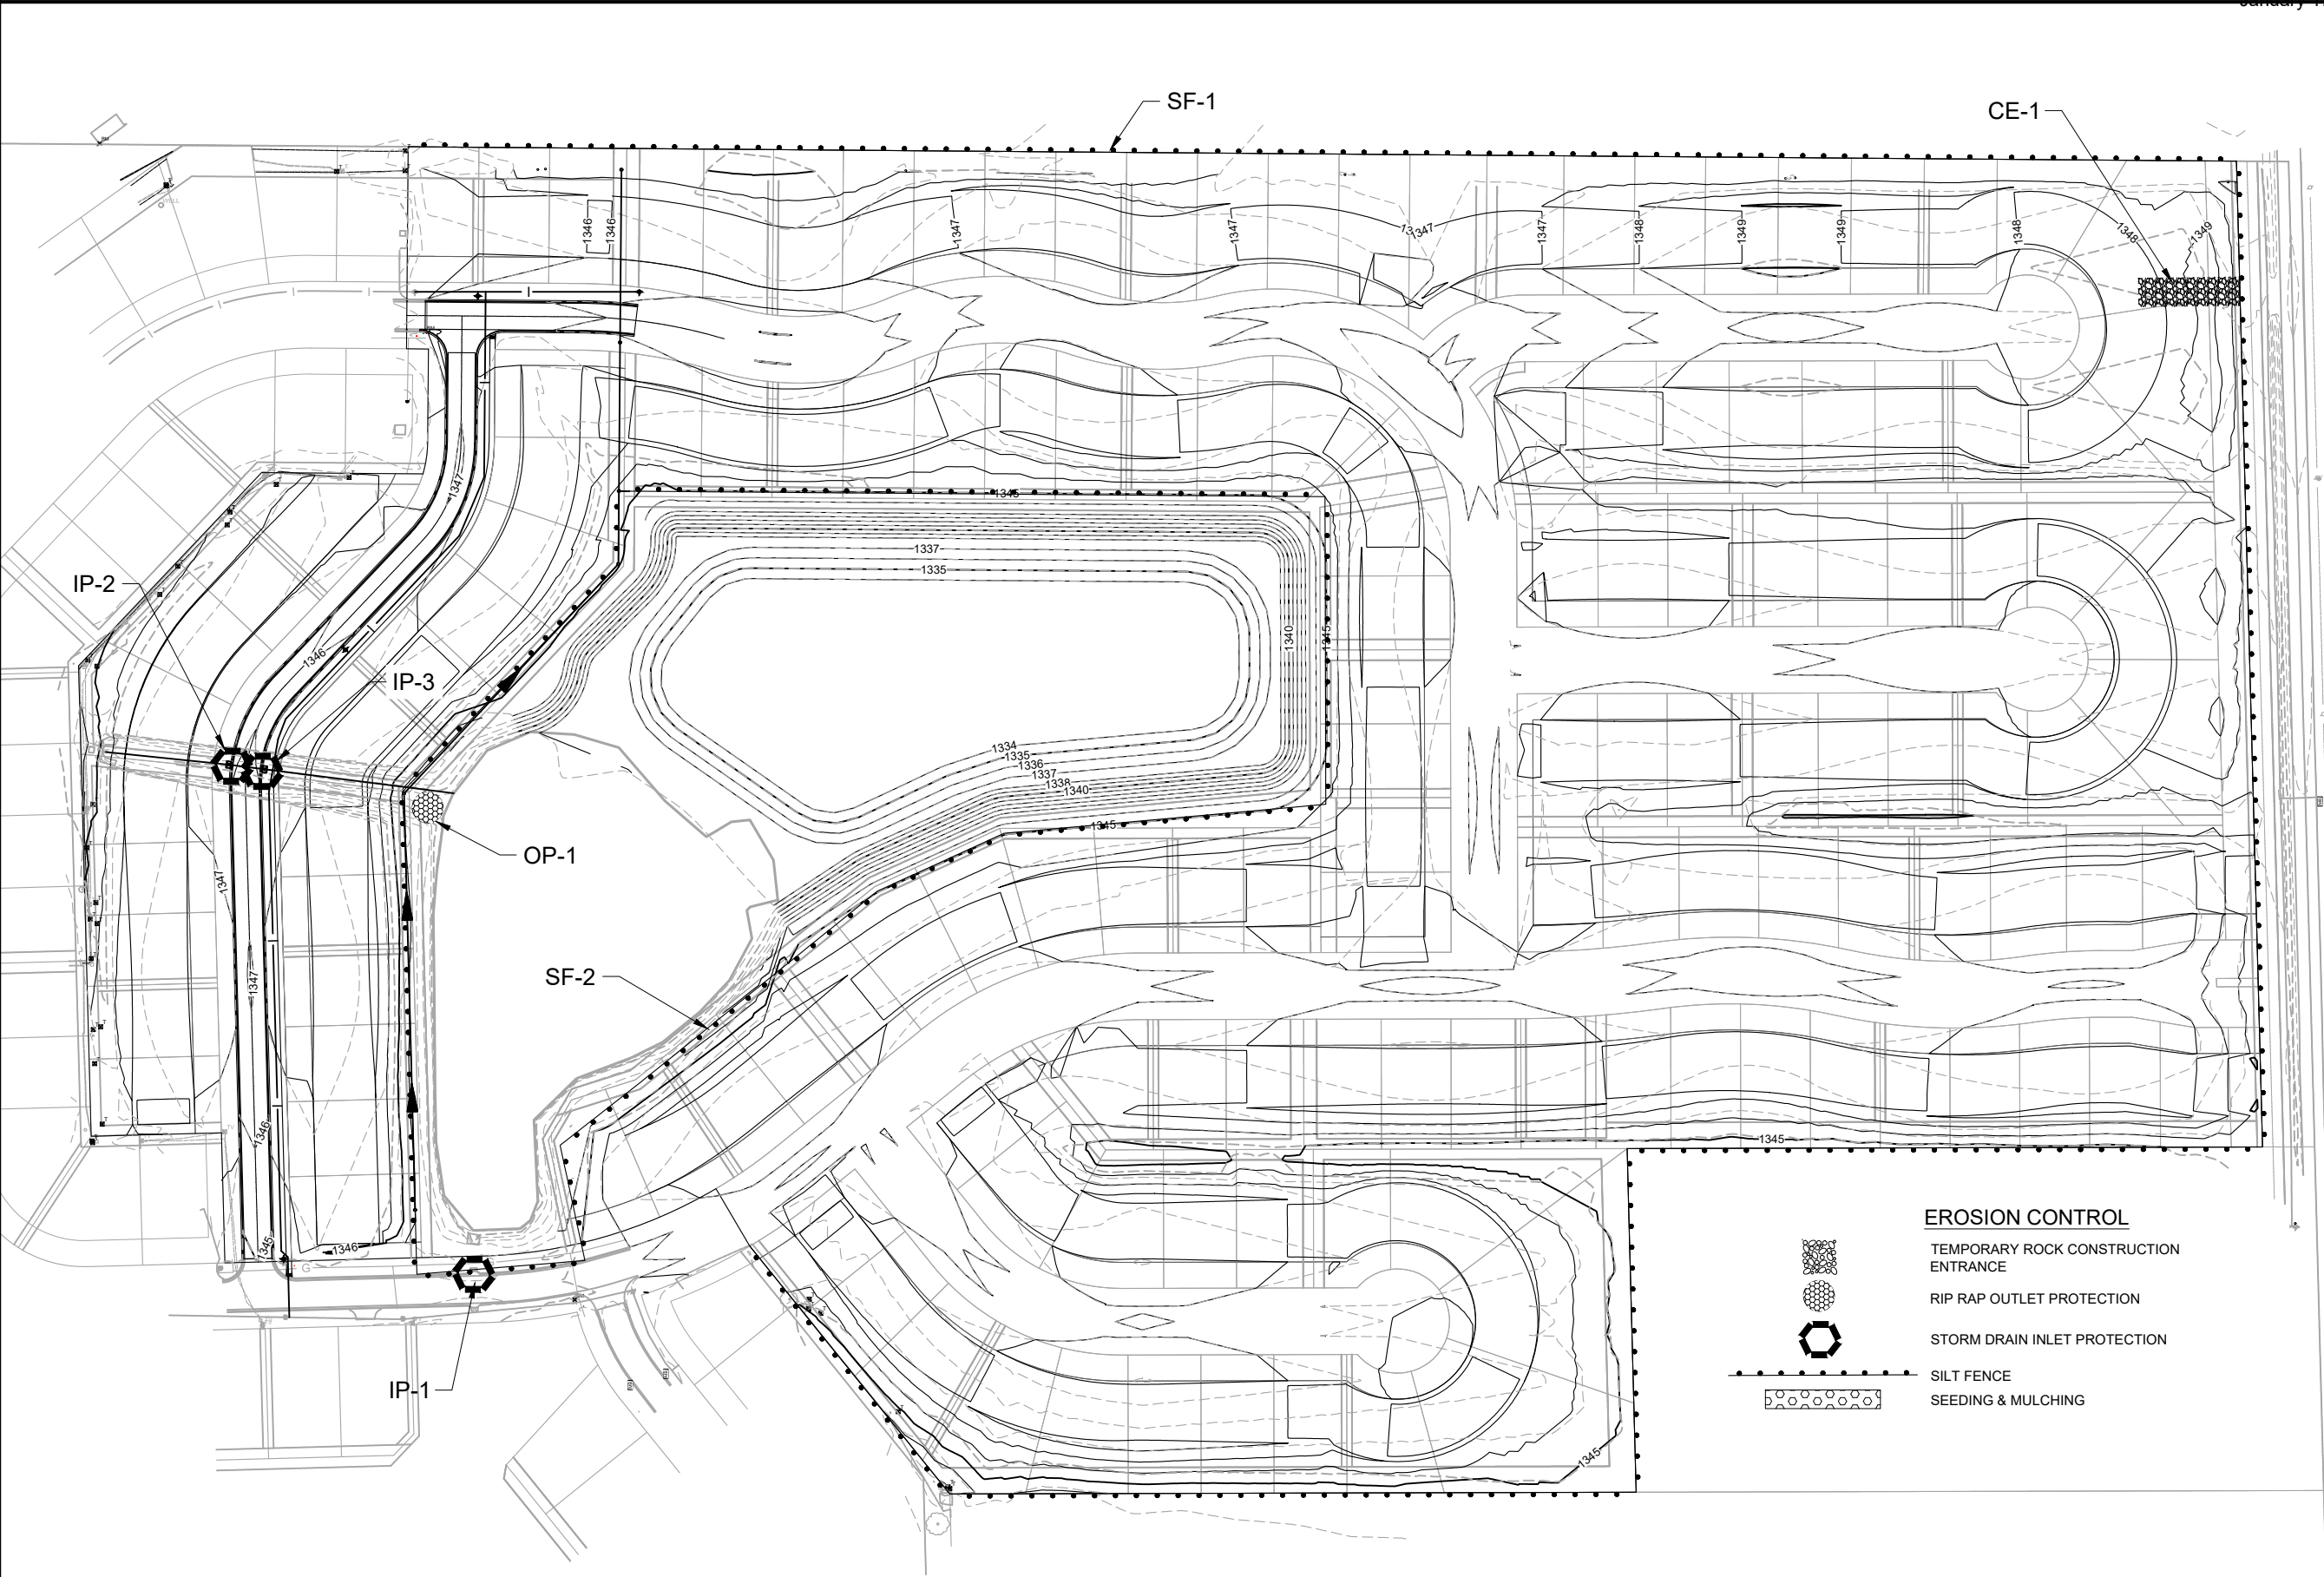 SF-1
CE-1
1346
1346
1347
1347
1347
1347
1348
1349
1349
1348
1348
1349
1347
1345
1337
1335
IP-2
1346
IP-3
1340
1345
1334
1335
1336
1337
1338
1340
1345
OP-1
1347
1347
SF-2
1346
1345
1346
G
1345
IP-1
1345
EROSION CONTROL
TEMPORARY ROCK CONSTRUCTION
ENTRANCE
RIP RAP OUTLET PROTECTION
STORM DRAIN INLET PROTECTION
SILT FENCE
SEEDING & MULCHING